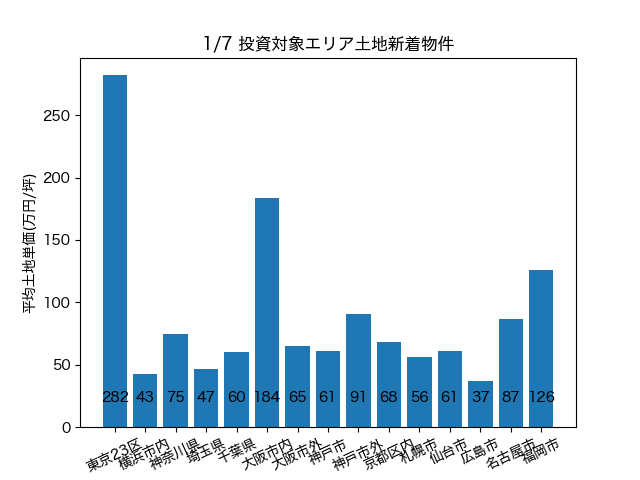 1/7 投資対象エリア土地新着物件
平均土地単価(万円/坪)
250
200
150
100
50
0
282 43 75 47 60 184 65 61 91 68 56 61 37 87 126
東京23区 横浜市内 神奈川県 埼玉県 千葉県 大阪市内 大阪市外 神戸市 神戸市外 京都区内 札幌市 仙台市 広島市 名古屋市 福岡市